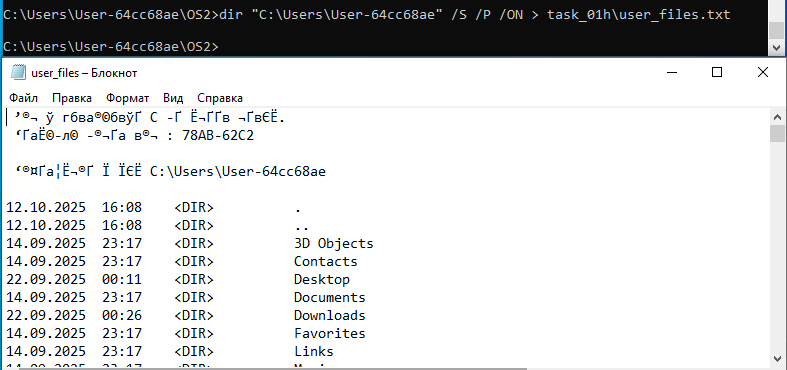 C:\Users\User-64cc68ae\OS2>dir "C:\Users\User-64cc68ae" /S /P /ON > task_01h\user_files.txt
C:\Users\User-64cc68ae\OS2>
user_files – Блокнот
Файл Правка Формат Вид Справка
’®¬ ў гбва®©бвўҐ C -Ґ Ё¬ҐҐв ¬ҐвЄЁ.
‘ҐаЁ©-л© -®¬Ґа в®¬ : 78AB-62C2
‘®¤Ґа¦Ё¬®Ґ Ї ЇЄЁ C:\Users\User-64cc68ae
12.10.2025 16:08 <DIR> .
12.10.2025 16:08 <DIR> ..
14.09.2025 23:17 <DIR> 3D Objects
14.09.2025 23:17 <DIR> Contacts
22.09.2025 00:11 <DIR> Desktop
14.09.2025 23:17 <DIR> Documents
22.09.2025 00:26 <DIR> Downloads
14.09.2025 23:17 <DIR> Favorites
14.09.2025 23:17 <DIR> Links